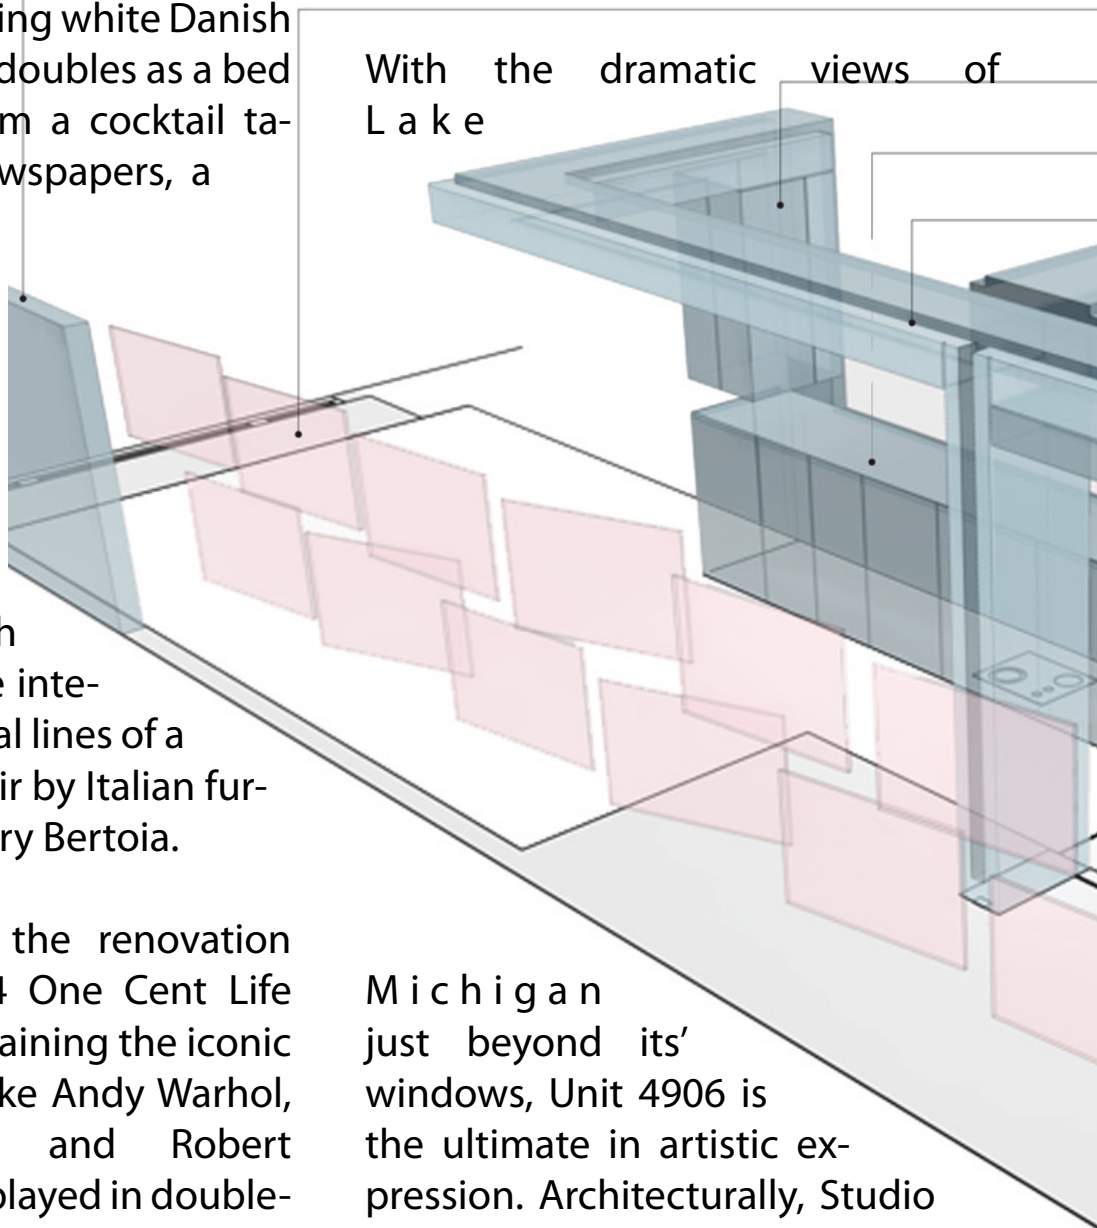 ing white Danish
doubles as a bed
m a cocktail ta-
wspapers, a
h
e inte-
al lines of a
ir by Italian fur-
ry Bertoia.
the renovation
4 One Cent Life
aining the iconic
ke Andy Warhol,
and Robert
played in double-
With the dramatic views of
Lake
Michigan
just beyond its’
windows, Unit 4906 is
the ultimate in artistic ex-
pression. Architecturally, Studio